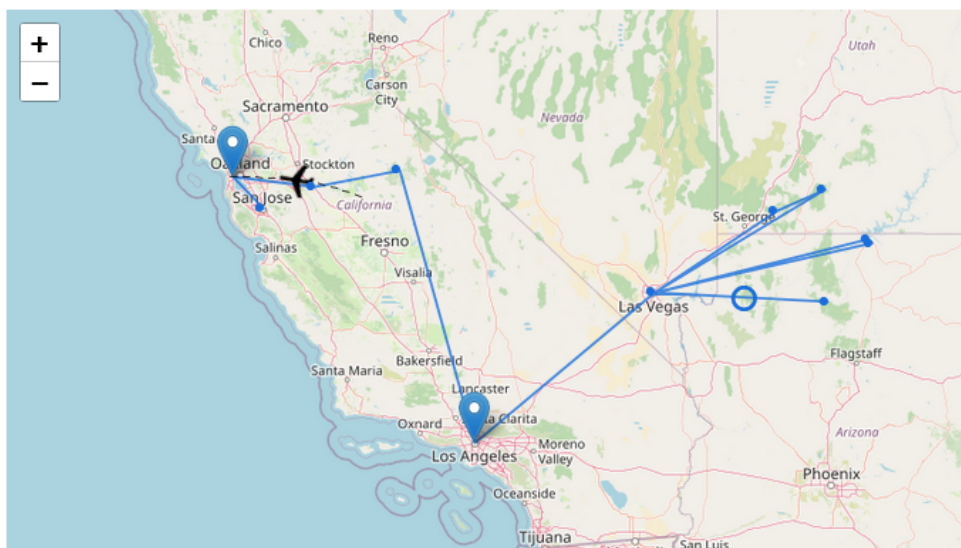 +
−
Chico
Reno
Carson
City
Utah
Sacramento
Nevada
Santa
Oakland
Stockton
San Jose
California
St. George
Salinas
Fresno
Visalia
Las Vegas
Bakersfield
Flagstaff
Santa Maria
Lancaster
Oxnard
ta Clarita
Los Angeles
Moreno
Valley
Arizona
Phoenix
Oceanside
Tijuana
San Luis